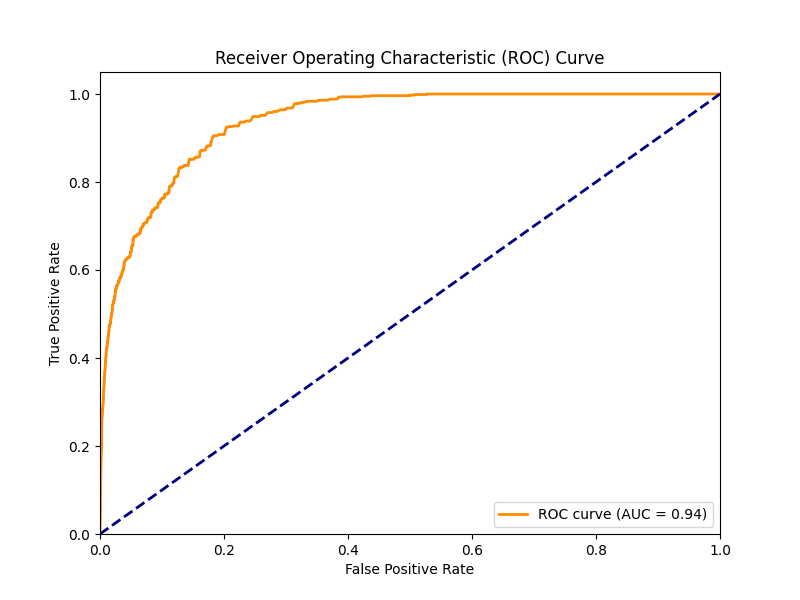 Receiver Operating Characteristic (ROC) Curve
1.0
0.8
0.6
0.4
0.2
0.0
True Positive Rate
ROC curve (AUC = 0.94)
0.0 0.2 0.4 0.6 0.8 1.0
False Positive Rate